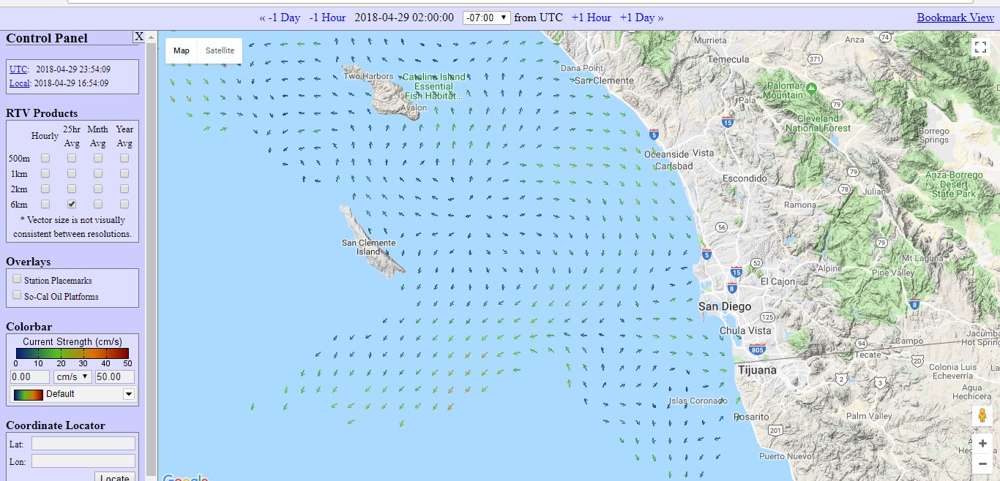 « -1 Day -1 Hour 2018-04-29 02:00:00 -07:00 from UTC +1 Hour +1 Day » Bookmark View
Control Panel X
UTC: 2018-04-29 23:54:09
Local: 2018-04-29 16:54:09
RTV Products
Hourly 25hr Avg Mnth Avg Year Avg
500m
1km
2km
6km
* Vector size is not visually
consistent between resolutions.
Overlays
Station Placemarks
So-Cal Oil Platforms
Colorbar
Current Strength (cm/s)
0 10 20 30 40 50
0.00 cm/s 50.00
Default
Coordinate Locator
Lat:
Lon:
Locate
Map Satellite
Two Harbors
Catalina Island
Essential
Fish Habitat...
Avalon
San Clemente
Island
Dana Point
San Clemente
Murrieta
Temecula
Anza
74
371
Palomar
Mountain
Pala
79
15
Cleveland
National Forest
5
Borrego
Springs
Oceanside
Vista
Carlsbad
79
Escondido
Anza-Borrego
Desert
State Park
78
Julian
Ramona
56
79
5
52
Mt Laguna
15
Alpine
Pine Valley
8
El Cajon
8
San Diego
125
Chula Vista
Jacumba
Hot Spring
94
Campo
805
Tecate
2D
Tijuana
2
3
Colonia Luis
Echeverría
Agua
Hechicera
Islas Coronado
Rosarito
Palm Valley
201
Puerto Nuevo
+
−
Google